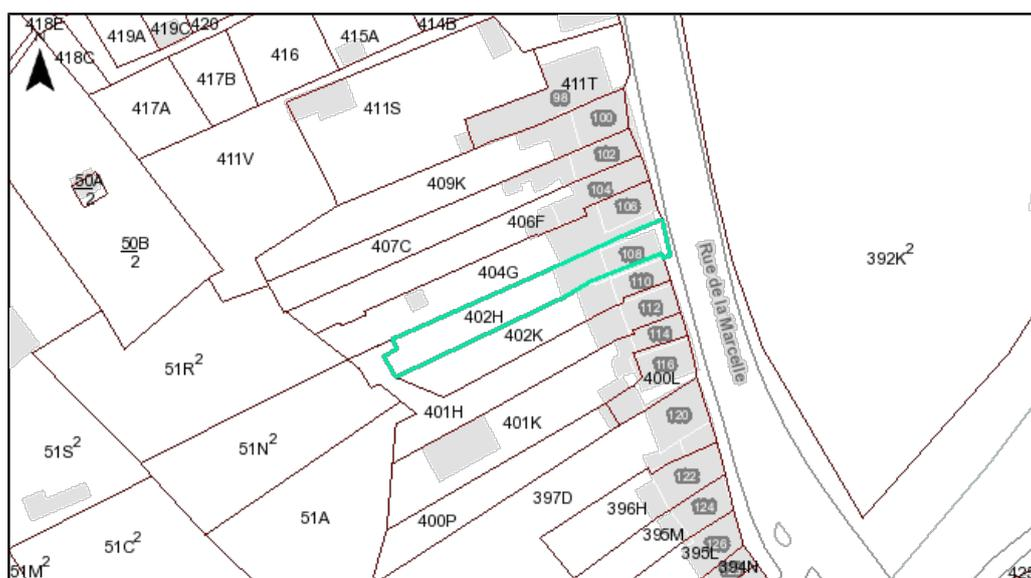 418E
419A
419C
420
414B
415A
418C
416
417B
417A
411S
411T
98
100
411V
102
50A
2
409K
104
106
406F
407C
50B
2
108
392K²
404G
110
402H
112
402K
114
Rue de la Marcelle
116
51R²
400L
401H
120
401K
51N²
51S²
122
397D
124
396H
51A
400P
395M
126
51C²
395L
394N
51M²
N